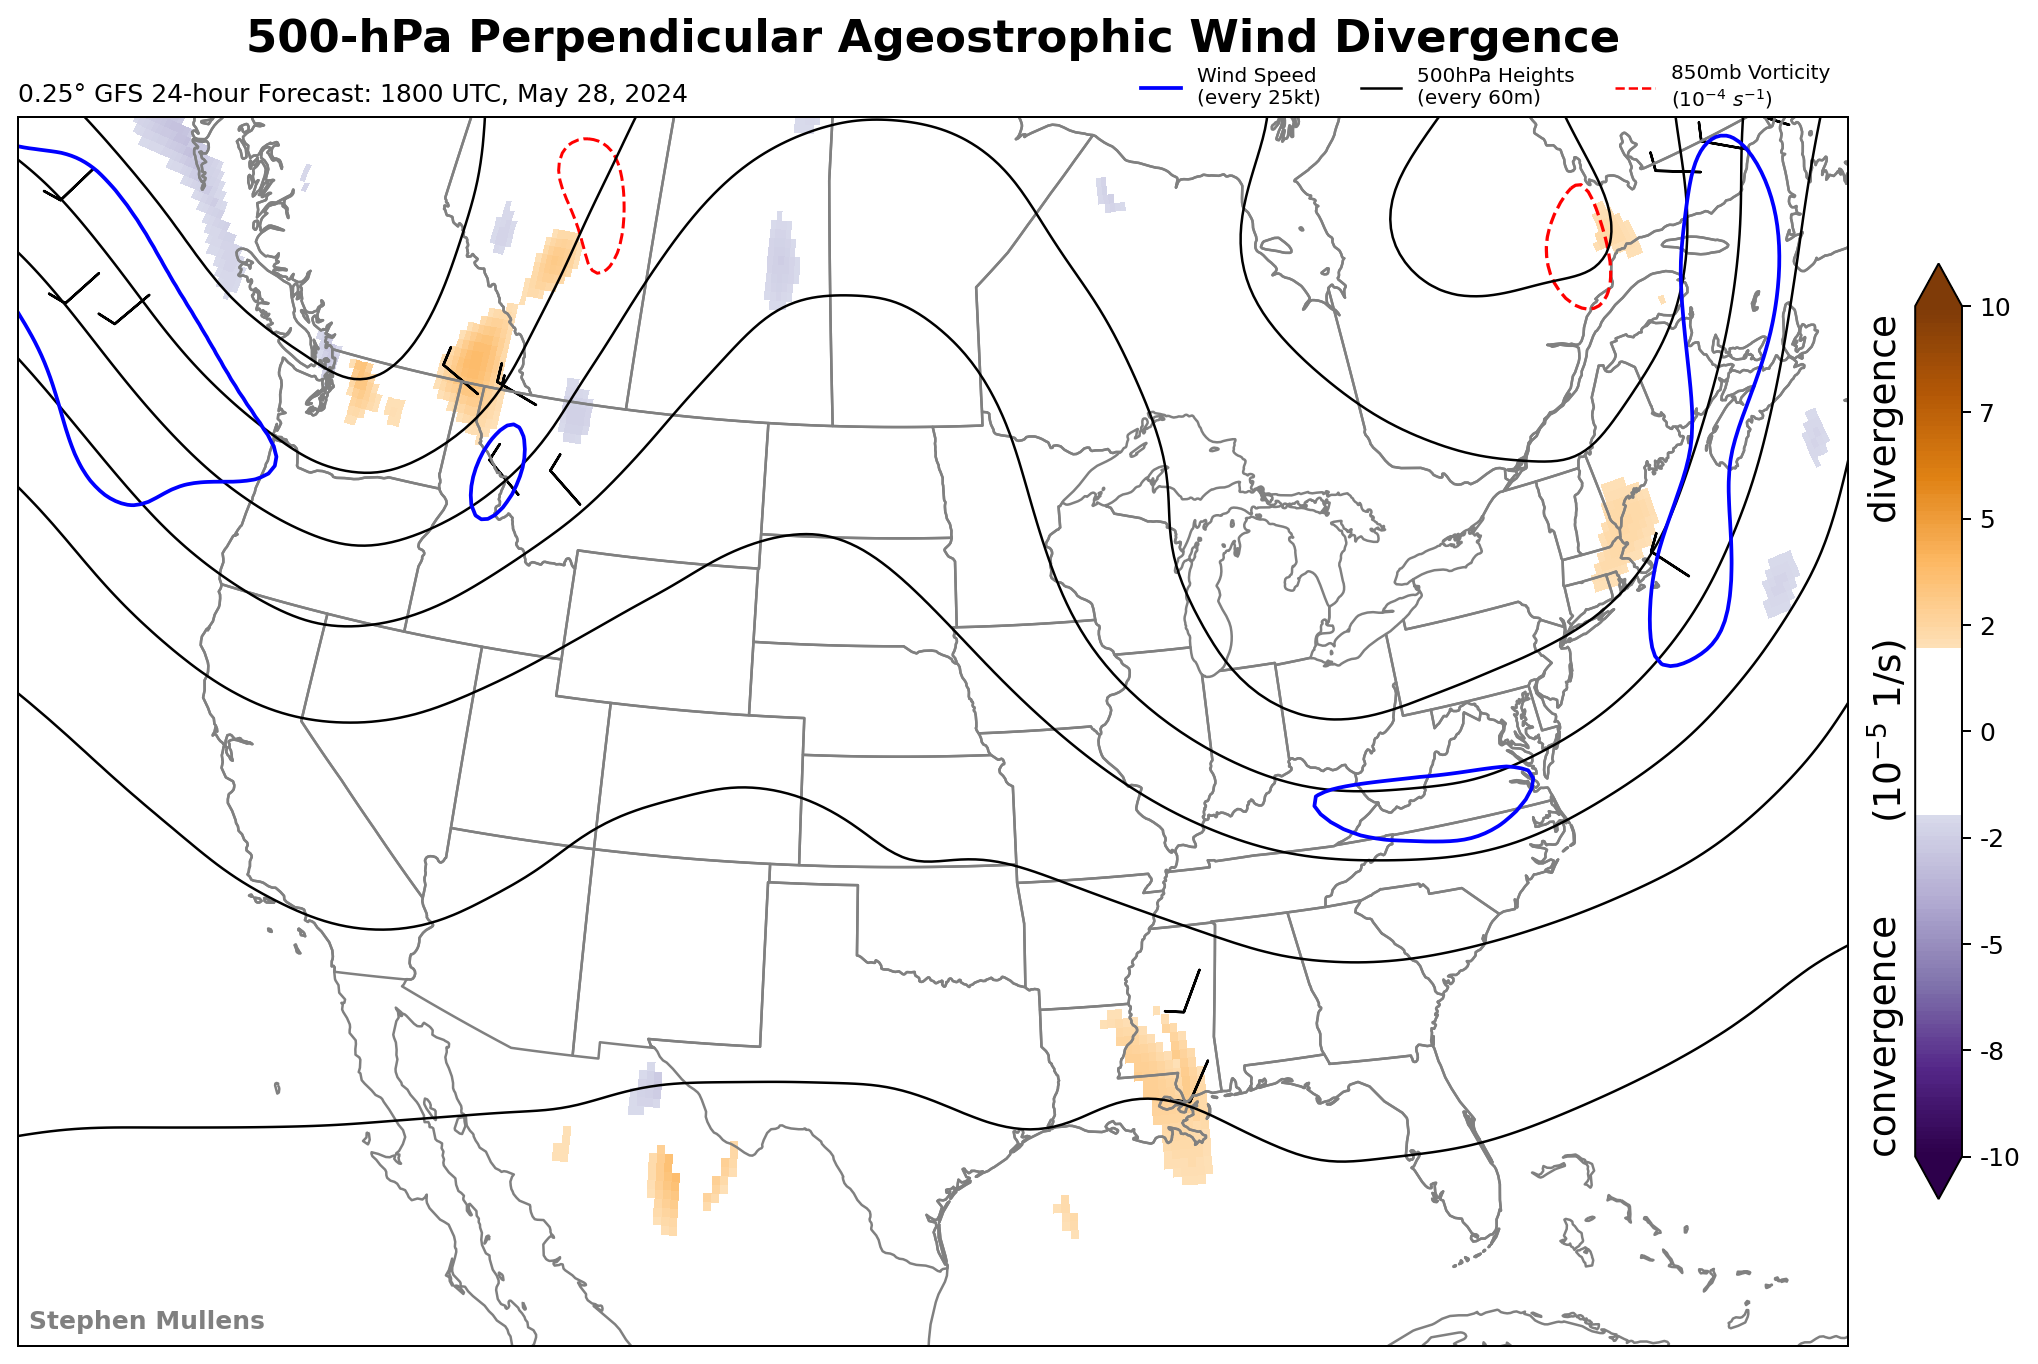 500-hPa Perpendicular Ageostrophic Wind Divergence
0.25° GFS 24-hour Forecast: 1800 UTC, May 28, 2024
Wind Speed
(every 25kt)
500hPa Heights
(every 60m)
850mb Vorticity
(10⁻⁴ s⁻¹)
10
7
5
2
0
-2
-5
-8
-10
convergence (10⁻⁵ 1/s) divergence
Stephen Mullens